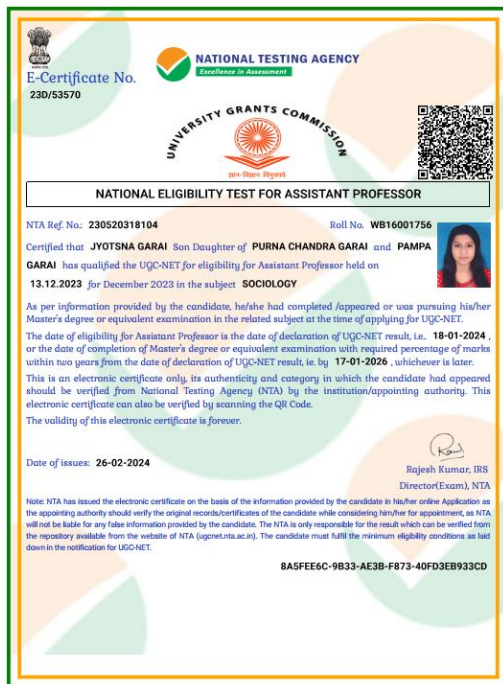 NATIONAL TESTING AGENCY
Excellence in Assessment
E-Certificate No.
23D/53570
UNIVERSITY GRANTS COMMISSION
ज्ञान-विज्ञान विमुक्तये
NATIONAL ELIGIBILITY TEST FOR ASSISTANT PROFESSOR
NTA Ref. No.: 230520318104 Roll No. WB16001756
Certified that JYOTSNA GARAI Son Daughter of PURNA CHANDRA GARAI and PAMPA
GARAI has qualified the UGC-NET for eligibility for Assistant Professor held on
13.12.2023 for December 2023 in the subject SOCIOLOGY
As per information provided by the candidate, he/she had completed /appeared or was pursuing his/her
Master's degree or equivalent examination in the related subject at the time of applying for UGC-NET.
The date of eligibility for Assistant Professor is the date of declaration of UGC-NET result, i.e.. 18-01-2024 ,
or the date of completion of Master's degree or equivalent examination with required percentage of marks
within two years from the date of declaration of UGC-NET result, ie. by 17-01-2026 , whichever is later.
This is an electronic certificate only, its authenticity and category in which the candidate had appeared
should be verified from National Testing Agency (NTA) by the institution/appointing authority. This
electronic certificate can also be verified by scanning the QR Code.
The validity of this electronic certificate is forever.
Date of issues: 26-02-2024
Rajesh Kumar, IRS
Director(Exam), NTA
Note: NTA has issued the electronic certificate on the basis of the information provided by the candidate in his/her online Application as
the appointing authority should verify the original records/certificates of the candidate while considering him/her for appointment, as NTA
will not be liable for any false information provided by the candidate. The NTA is only responsible for the result which can be verified from
the repository available from the website of NTA (ugcnet.nta.ac.in). The candidate must fulfil the minimum eligibility conditions as laid
down in the notification for UGC-NET.
8A5FEE6C-9B33-AE3B-F873-40FD3EB933CD